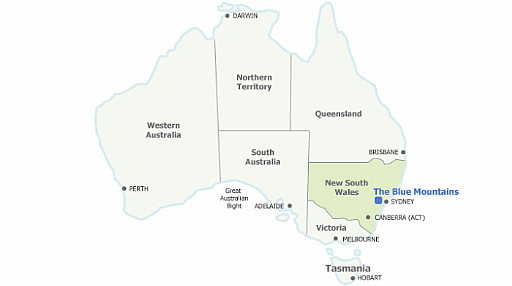 DARWIN
Northern
Territory
Queensland
Western
Australia
South
Australia
BRISBANE
New South
Wales
The Blue Mountains
PERTH
Great
Australian
Bight
ADELAIDE
SYDNEY
CANBERRA (ACT)
Victoria
MELBOURNE
Tasmania
HOBART